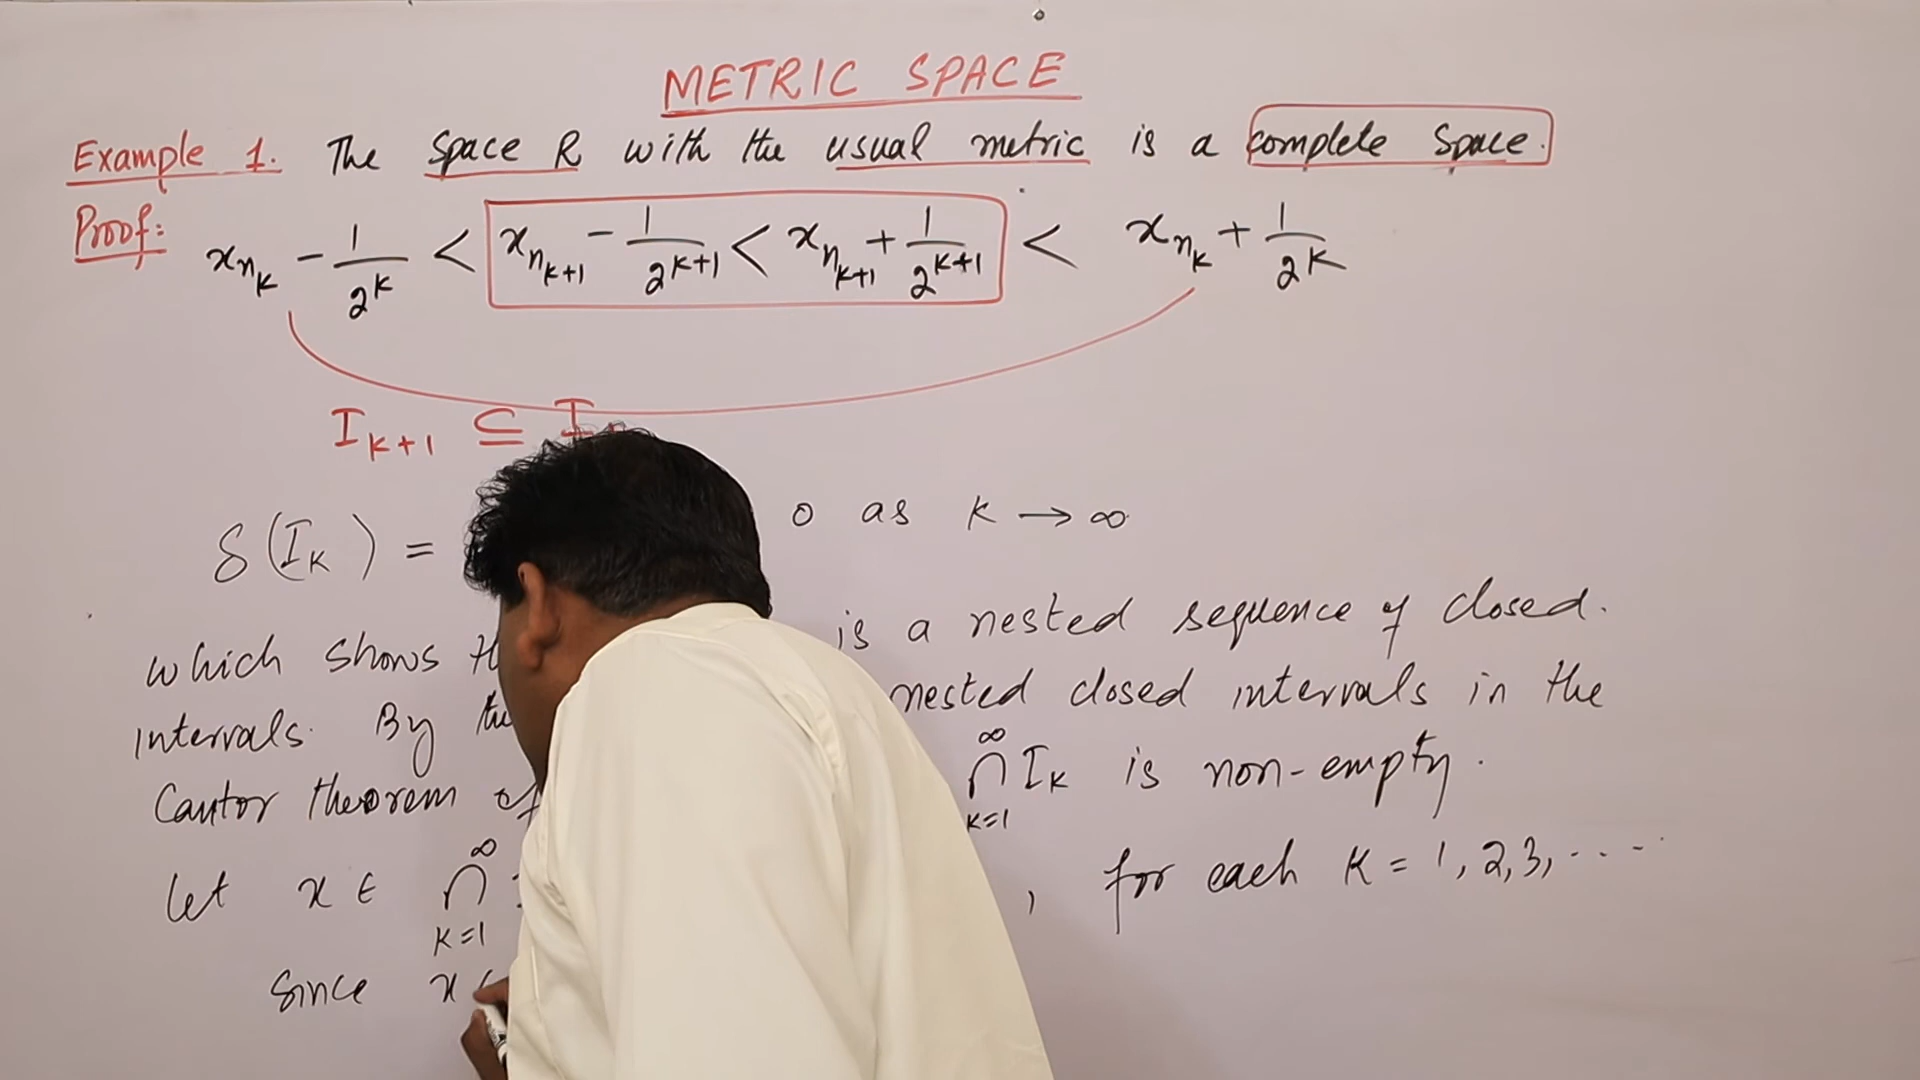 METRIC SPACE
Example 1. The space R with the usual metric is a complete space.
Proof: x_{n_k} - 1/2^k < x_{n_{k+1}} - 1/2^{k+1} < x_{n_{k+1}} + 1/2^{k+1} < x_{n_k} + 1/2^k
I_{k+1} ⊆
δ(I_k) = 0 as k → ∞
which shows is a nested sequence of closed.
intervals. By the nested closed intervals in the
Cantor theorem of ∩_{k=1}^∞ I_k is non-empty.
let x ∈ ∩_{k=1}^∞ , for each k = 1, 2, 3, ....
Since x